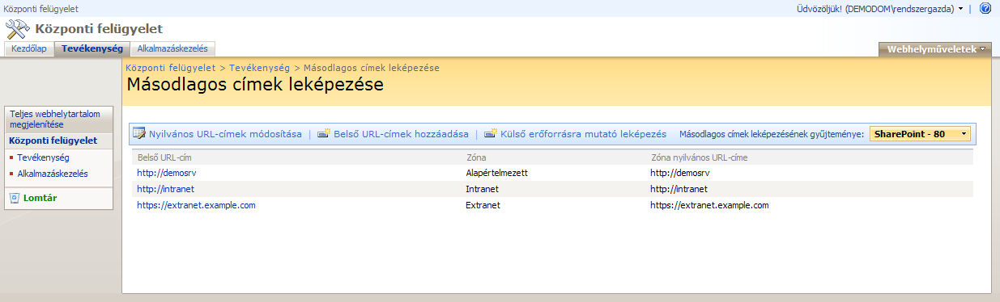 Központi felügyelet
Üdvözöljük! (DEMODOM\rendszergazda)
Központi felügyelet
Kezdőlap
Tevékenység
Alkalmazáskezelés
Webhelyműveletek
Központi felügyelet > Tevékenység > Másodlagos címek leképezése
Másodlagos címek leképezése
Teljes webhelytartalom
megjelenítése
Központi felügyelet
Tevékenység
Alkalmazáskezelés
Lomtár
Nyilvános URL-címek módosítása | Belső URL-címek hozzáadása | Külső erőforrásra mutató leképezés Másodlagos címek leképezésének gyűjteménye: SharePoint - 80
Belső URL-cím Zóna Zóna nyilvános URL-címe
http://demosrv Alapértelmezett http://demosrv
http://intranet Intranet http://intranet
https://extranet.example.com Extranet https://extranet.example.com